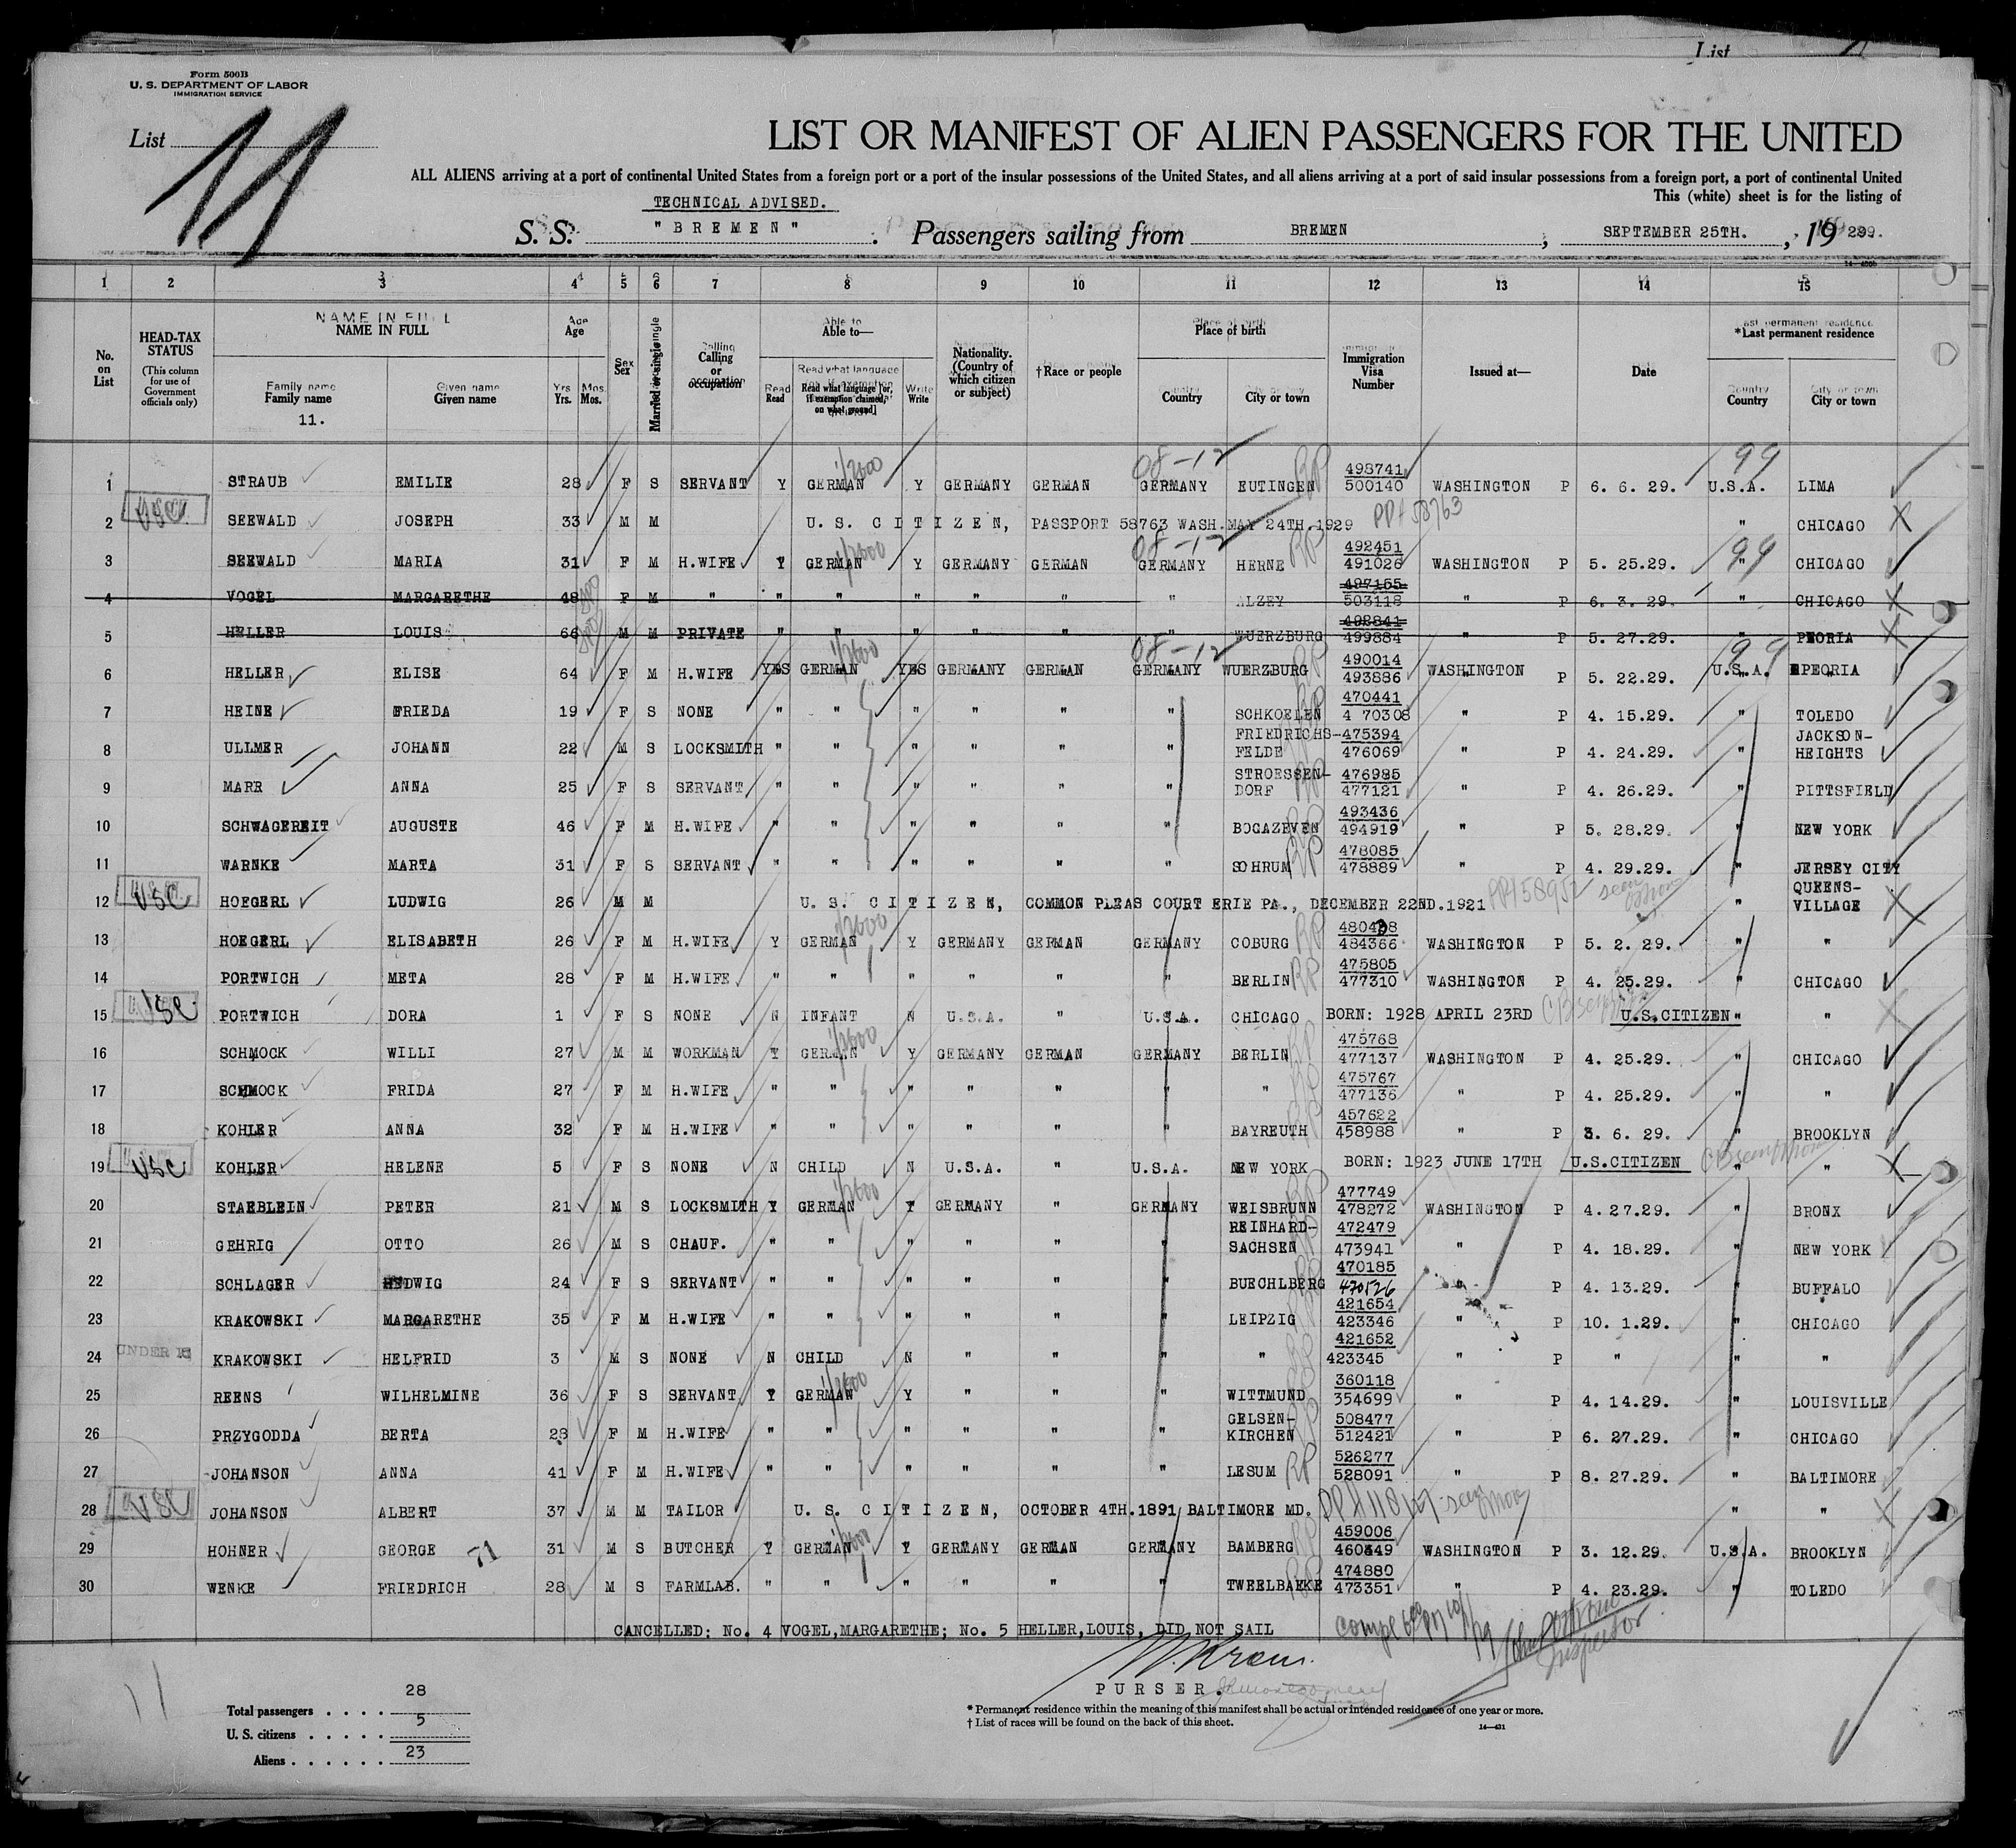 List
Form 500B
U. S. DEPARTMENT OF LABOR
IMMIGRATION SERVICE
List 11
LIST OR MANIFEST OF ALIEN PASSENGERS FOR THE UNITED
ALL ALIENS arriving at a port of continental United States from a foreign port or a port of the insular possessions of the United States, and all aliens arriving at a port of said insular possessions from a foreign port, a port of continental United
This (white) sheet is for the listing of
TECHNICAL ADVISED.
S. S. "BREMEN" Passengers sailing from BREMEN, SEPTEMBER 25TH., 1929.
1 2 3 4 5 6 7 8 9 10 11 12 13 14 15
No. on List
HEAD-TAX STATUS
(This column for use of Government officials only)
NAME IN FULL
Family name
Given name
11.
Age
Yrs. Mos.
Sex
Married or single
Calling or occupation
Able to—
Read
Read what language [or, if exemption claimed, on what ground]
Write
Nationality. (Country of which citizen or subject)
†Race or people
Place of birth
Country
City or town
Immigration Visa Number
Issued at—
Date
*Last permanent residence
Country
City or town
1 STRAUB EMILIE 28 F S SERVANT Y GERMAN Y GERMANY GERMAN 08-12 GERMANY EUTINGEN RP 498741 500140 WASHINGTON P 6. 6. 29. 99 U.S.A. LIMA
2 USC SEEWALD JOSEPH 33 M M U. S. CITIZEN, PASSPORT 58763 WASH. MAY 24TH. 1929 PP# 58763 " CHICAGO
3 SEEWALD MARIA 31 F M H.WIFE Y GERMAN Y GERMANY GERMAN 08-12 GERMANY HERNE RP 492451 491026 WASHINGTON P 5. 25.29. 99 " CHICAGO
4 VOGEL MARGARETHE 48 F M " " " " " " " ALZEY 497155 503118 " P 6. 3. 29. " CHICAGO
5 HELLER LOUIS 66 M M PRIVATE " " " " " " WUERZBURG 492841 499884 " P 5. 27.29. " PEORIA
6 HELLER ELISE 64 F M H.WIFE YES GERMAN YES GERMANY GERMAN 08-12 GERMANY WUERZBURG RP 490014 493886 WASHINGTON P 5. 22.29. 99 U.S.A. PEORIA
7 HEINE FRIEDA 19 F S NONE " " " " " " SCHKOELEN 470441 4 70308 " P 4. 15.29. " TOLEDO
8 ULLMER JOHANN 22 M S LOCKSMITH " " " " " " FRIEDRICHS-FELDE 475394 476069 " P 4. 24.29. " JACKSON-HEIGHTS
9 MARR ANNA 25 F S SERVANT " " " " " " STROESSEN-DORF RP 476985 477121 " P 4. 26.29. " PITTSFIELD
10 SCHWAGEREIT AUGUSTE 46 F M H.WIFE " " " " " " BOGAZEVEN 493436 494919 " P 5. 28.29. " NEW YORK
11 WARNKE MARTA 31 F S SERVANT " " " " " " SOHRUM RP 478085 478889 " P 4. 29.29. " JERSEY CITY
12 USC HOEGERL LUDWIG 26 M M U. S. CITIZEN, COMMON PLEAS COURT ERIE PA., DECEMBER 22ND.1921 " QUEENS-VILLAGE
13 HOEGERL ELISABETH 26 F M H.WIFE Y GERMAN Y GERMANY GERMAN GERMANY COBURG RP 484366 WASHINGTON P 5. 2. 29. " "
14 PORTWICH META 28 F M H.WIFE " " " " " " BERLIN RP 475805 477310 WASHINGTON P 4. 25.29. " CHICAGO
15 USC PORTWICH DORA 1 F S NONE N INFANT N U.S.A. " U.S.A. CHICAGO BORN: 1928 APRIL 23RD U.S.CITIZEN " "
16 SCHMOCK WILLI 27 M M WORKMAN Y GERMAN Y GERMANY GERMAN GERMANY BERLIN 475768 477137 WASHINGTON P 4. 25.29. " CHICAGO
17 SCHMOCK FRIDA 27 F M H.WIFE " " " " " " " 475767 477136 " P 4. 25.29. " "
18 KOHLER ANNA 32 F M H.WIFE " " " " " " BAYREUTH 457622 458988 " P 3. 6. 29. " BROOKLYN
19 USC KOHLER HELENE 5 F S NONE N CHILD N U.S.A. " U.S.A. NEW YORK BORN: 1923 JUNE 17TH U.S.CITIZEN " "
20 STAEBLEIN PETER 21 M S LOCKSMITH Y GERMAN Y GERMANY " GERMANY WEISBRUNN 477749 478272 WASHINGTON P 4.27.29. " BRONX
21 GEHRIG OTTO 26 M S CHAUF. " " " " " " REINHARD-SACHSEN 472479 473941 " P 4. 18.29. " NEW YORK
22 SCHLAGER HEDWIG 24 F S SERVANT " " " " " " BUECHLBERG 470185 470526 " P 4. 13.29. " BUFFALO
23 KRAKOWSKI MARGARETHE 35 F M H.WIFE " " " " " " LEIPZIG 421654 423346 " P 10. 1.29. " CHICAGO
24 UNDER 16 KRAKOWSKI HELFRID 3 M S NONE N CHILD N " " " " 421652 423345 " P " " "
25 REENS WILHELMINE 36 F S SERVANT Y GERMAN Y " " " WITTMUND 360118 354699 " P 4. 14.29. " LOUISVILLE
26 PRZYGODDA BERTA 28 F M H.WIFE " " " " " " GELSEN-KIRCHEN 508477 512421 " P 6. 27.29. " CHICAGO
27 JOHANSON ANNA 41 F M H.WIFE " " " " " " LESUM RP 526277 528091 " P 8. 27.29. " BALTIMORE
28 USC JOHANSON ALBERT 37 M M TAILOR U. S. CITIZEN, OCTOBER 4TH.1891 BALTIMORE MD. " "
29 HOHNER GEORGE 71 31 M S BUTCHER Y GERMAN Y GERMANY GERMAN GERMANY BAMBERG 459006 460349 WASHINGTON P 3. 12.29. U.S.A. BROOKLYN
30 WENKE FRIEDRICH 28 M S FARMLAB. " " " " " " TWEELBAEKE 474880 473351 " P 4. 23.29. " TOLEDO
CANCELLED: No. 4 VOGEL,MARGARETHE; No. 5 HELLER,LOUIS, DID NOT SAIL
Inspector
PURSER.
11
Total passengers . . . . 28
U. S. citizens . . . . . 5
Aliens . . . . . . 23
* Permanent residence within the meaning of this manifest shall be actual or intended residence of one year or more.
† List of races will be found on the back of this sheet.
14—431